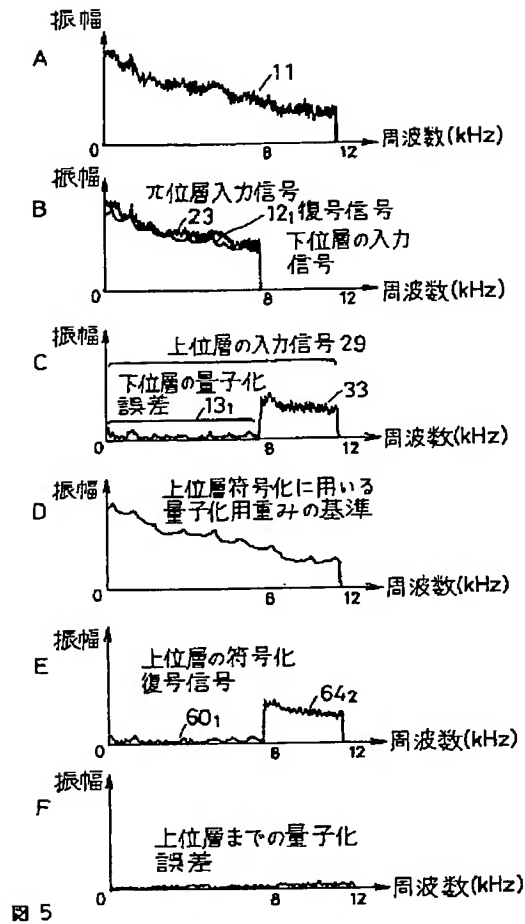 振幅
A
11
0
8
12
周波数(kHz)
振幅
B
兀位層入力信号
23
12₁復号信号
下位層の入力
信号
0
8
12
周波数(kHz)
振幅
C
上位層の入力信号29
下位層の量子化
誤差
13₁
33
0
8
12
周波数(kHz)
振幅
D
上位層符号化に用いる
量子化用重みの基準
0
8
12
周波数(kHz)
振幅
E
上位層の符号化
復号信号
60₁
64₂
0
8
12
周波数(kHz)
振幅
F
上位層までの量子化
誤差
0
8
12
周波数(kHz)
図5